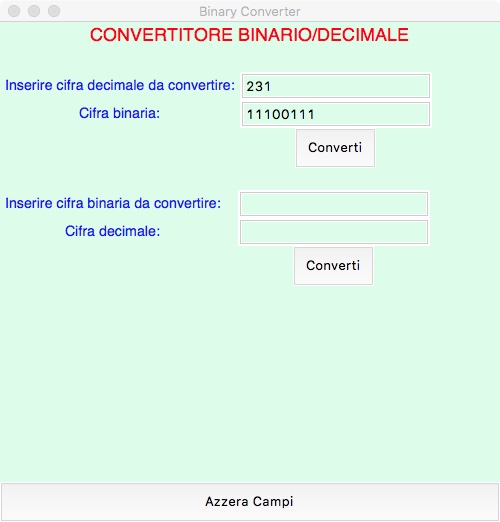 Binary Converter
CONVERTITORE BINARIO/DECIMALE
Inserire cifra decimale da convertire: 231
Cifra binaria: 11100111
Converti
Inserire cifra binaria da convertire:
Cifra decimale:
Converti
Azzera Campi